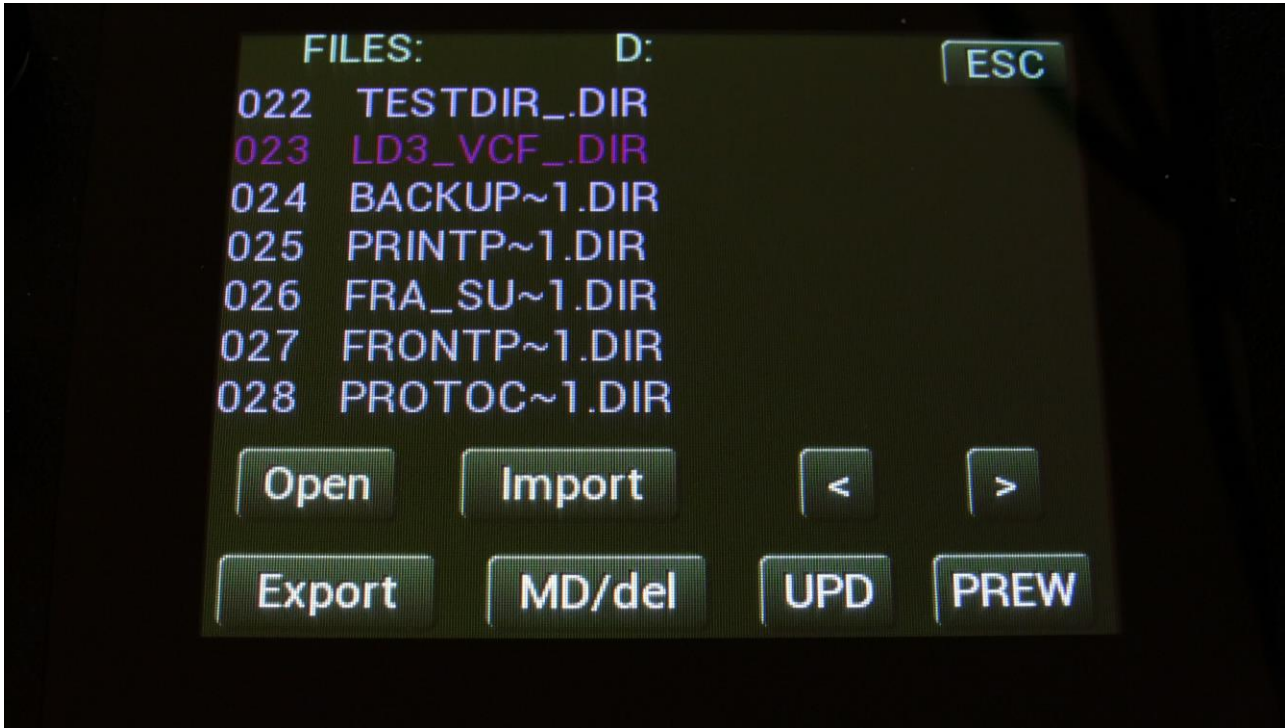 FILES: D: ESC
022 TESTDIR_.DIR
023 LD3_VCF_.DIR
024 BACKUP~1.DIR
025 PRINTP~1.DIR
026 FRA_SU~1.DIR
027 FRONTP~1.DIR
028 PROTOC~1.DIR
Open Import < >
Export MD/del UPD PREW